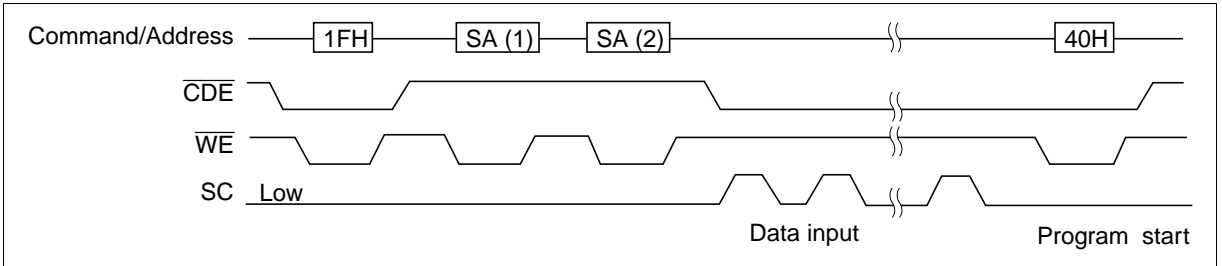 Command/Address 1FH SA (1) SA (2) 40H
CDE
WE
SC Low
Data input Program start